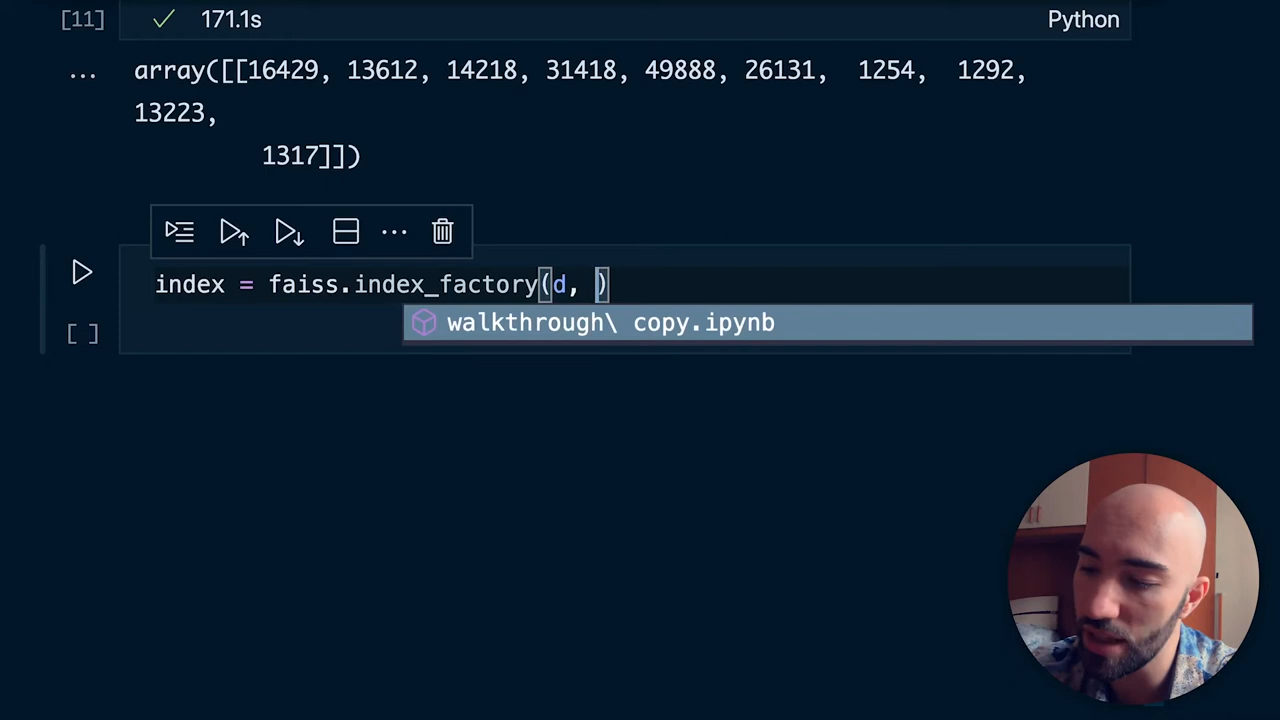 [11] 171.1s Python
... array([[16429, 13612, 14218, 31418, 49888, 26131,  1254,  1292,
13223,
1317]])
index = faiss.index_factory(d, )
walkthrough\ copy.ipynb
[ ]